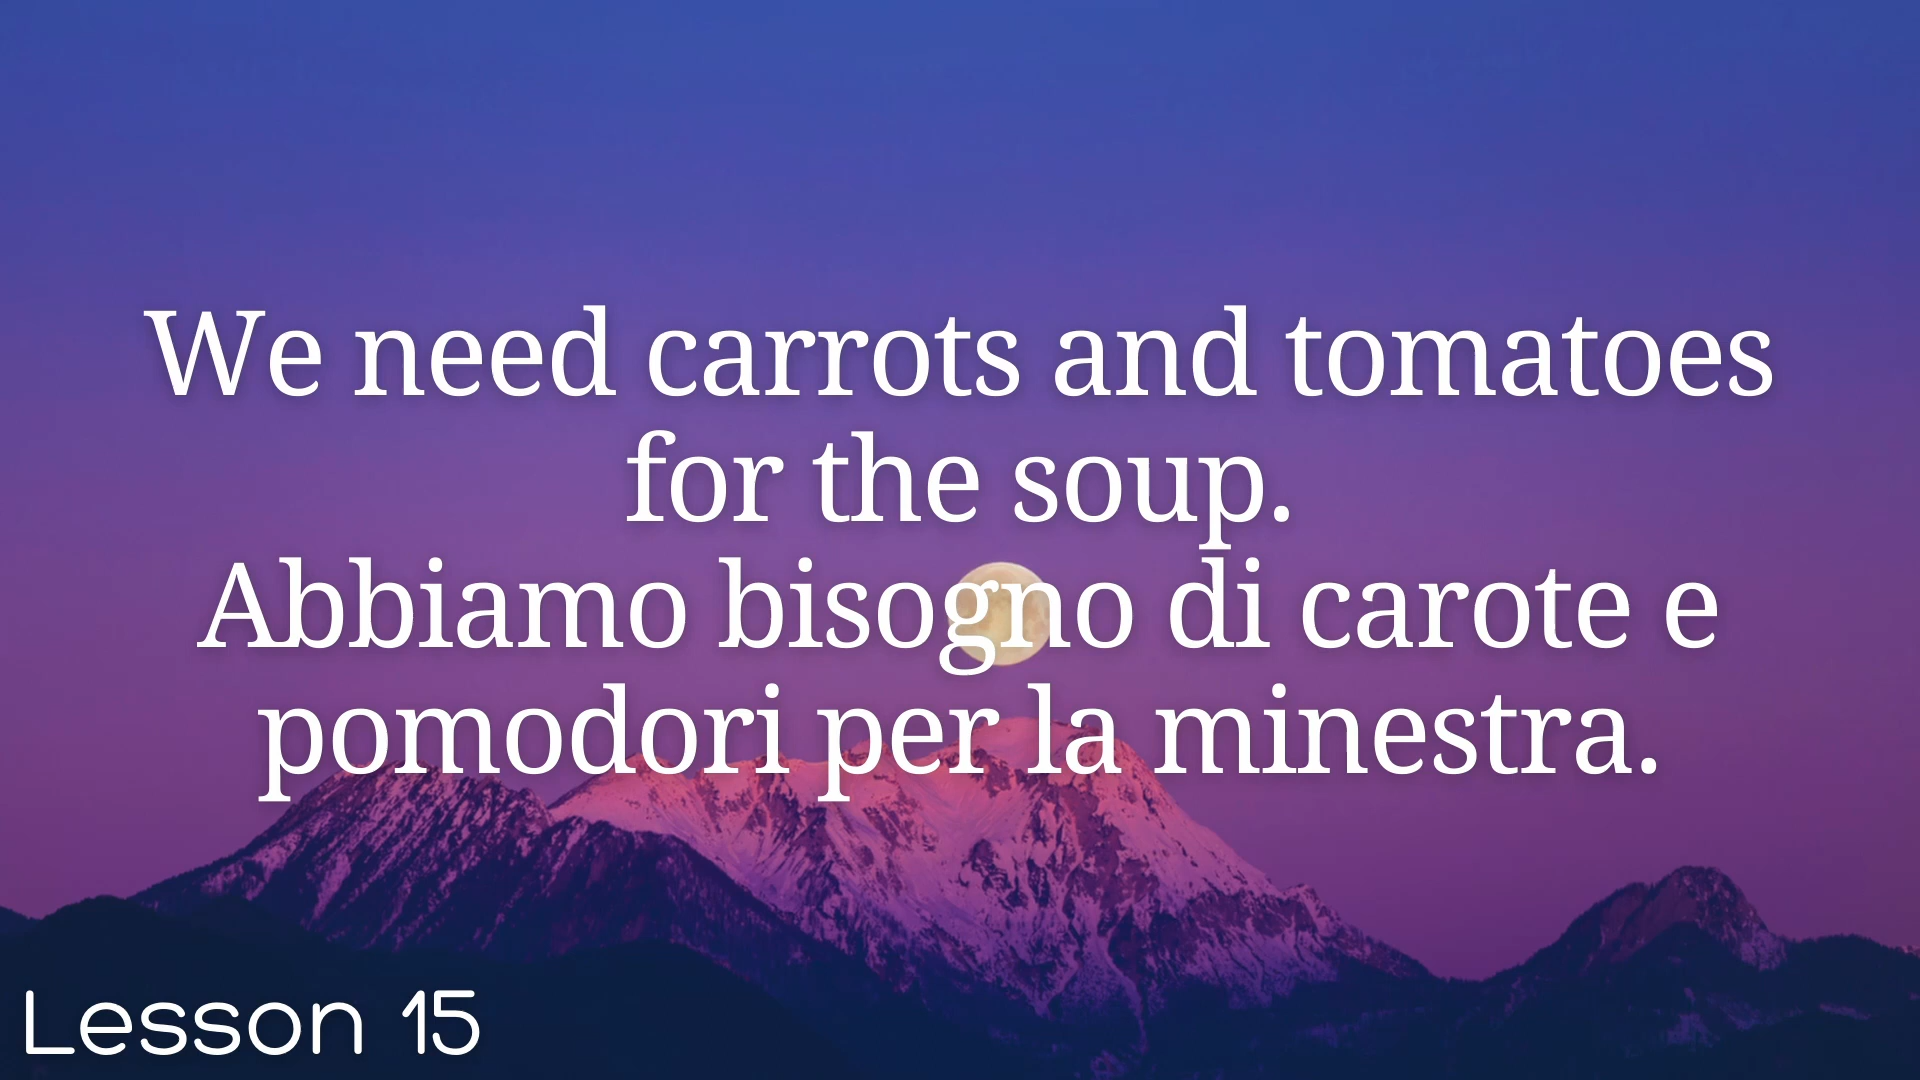 We need carrots and tomatoes
for the soup.
Abbiamo bisogno di carote e
pomodori per la minestra.
Lesson 15